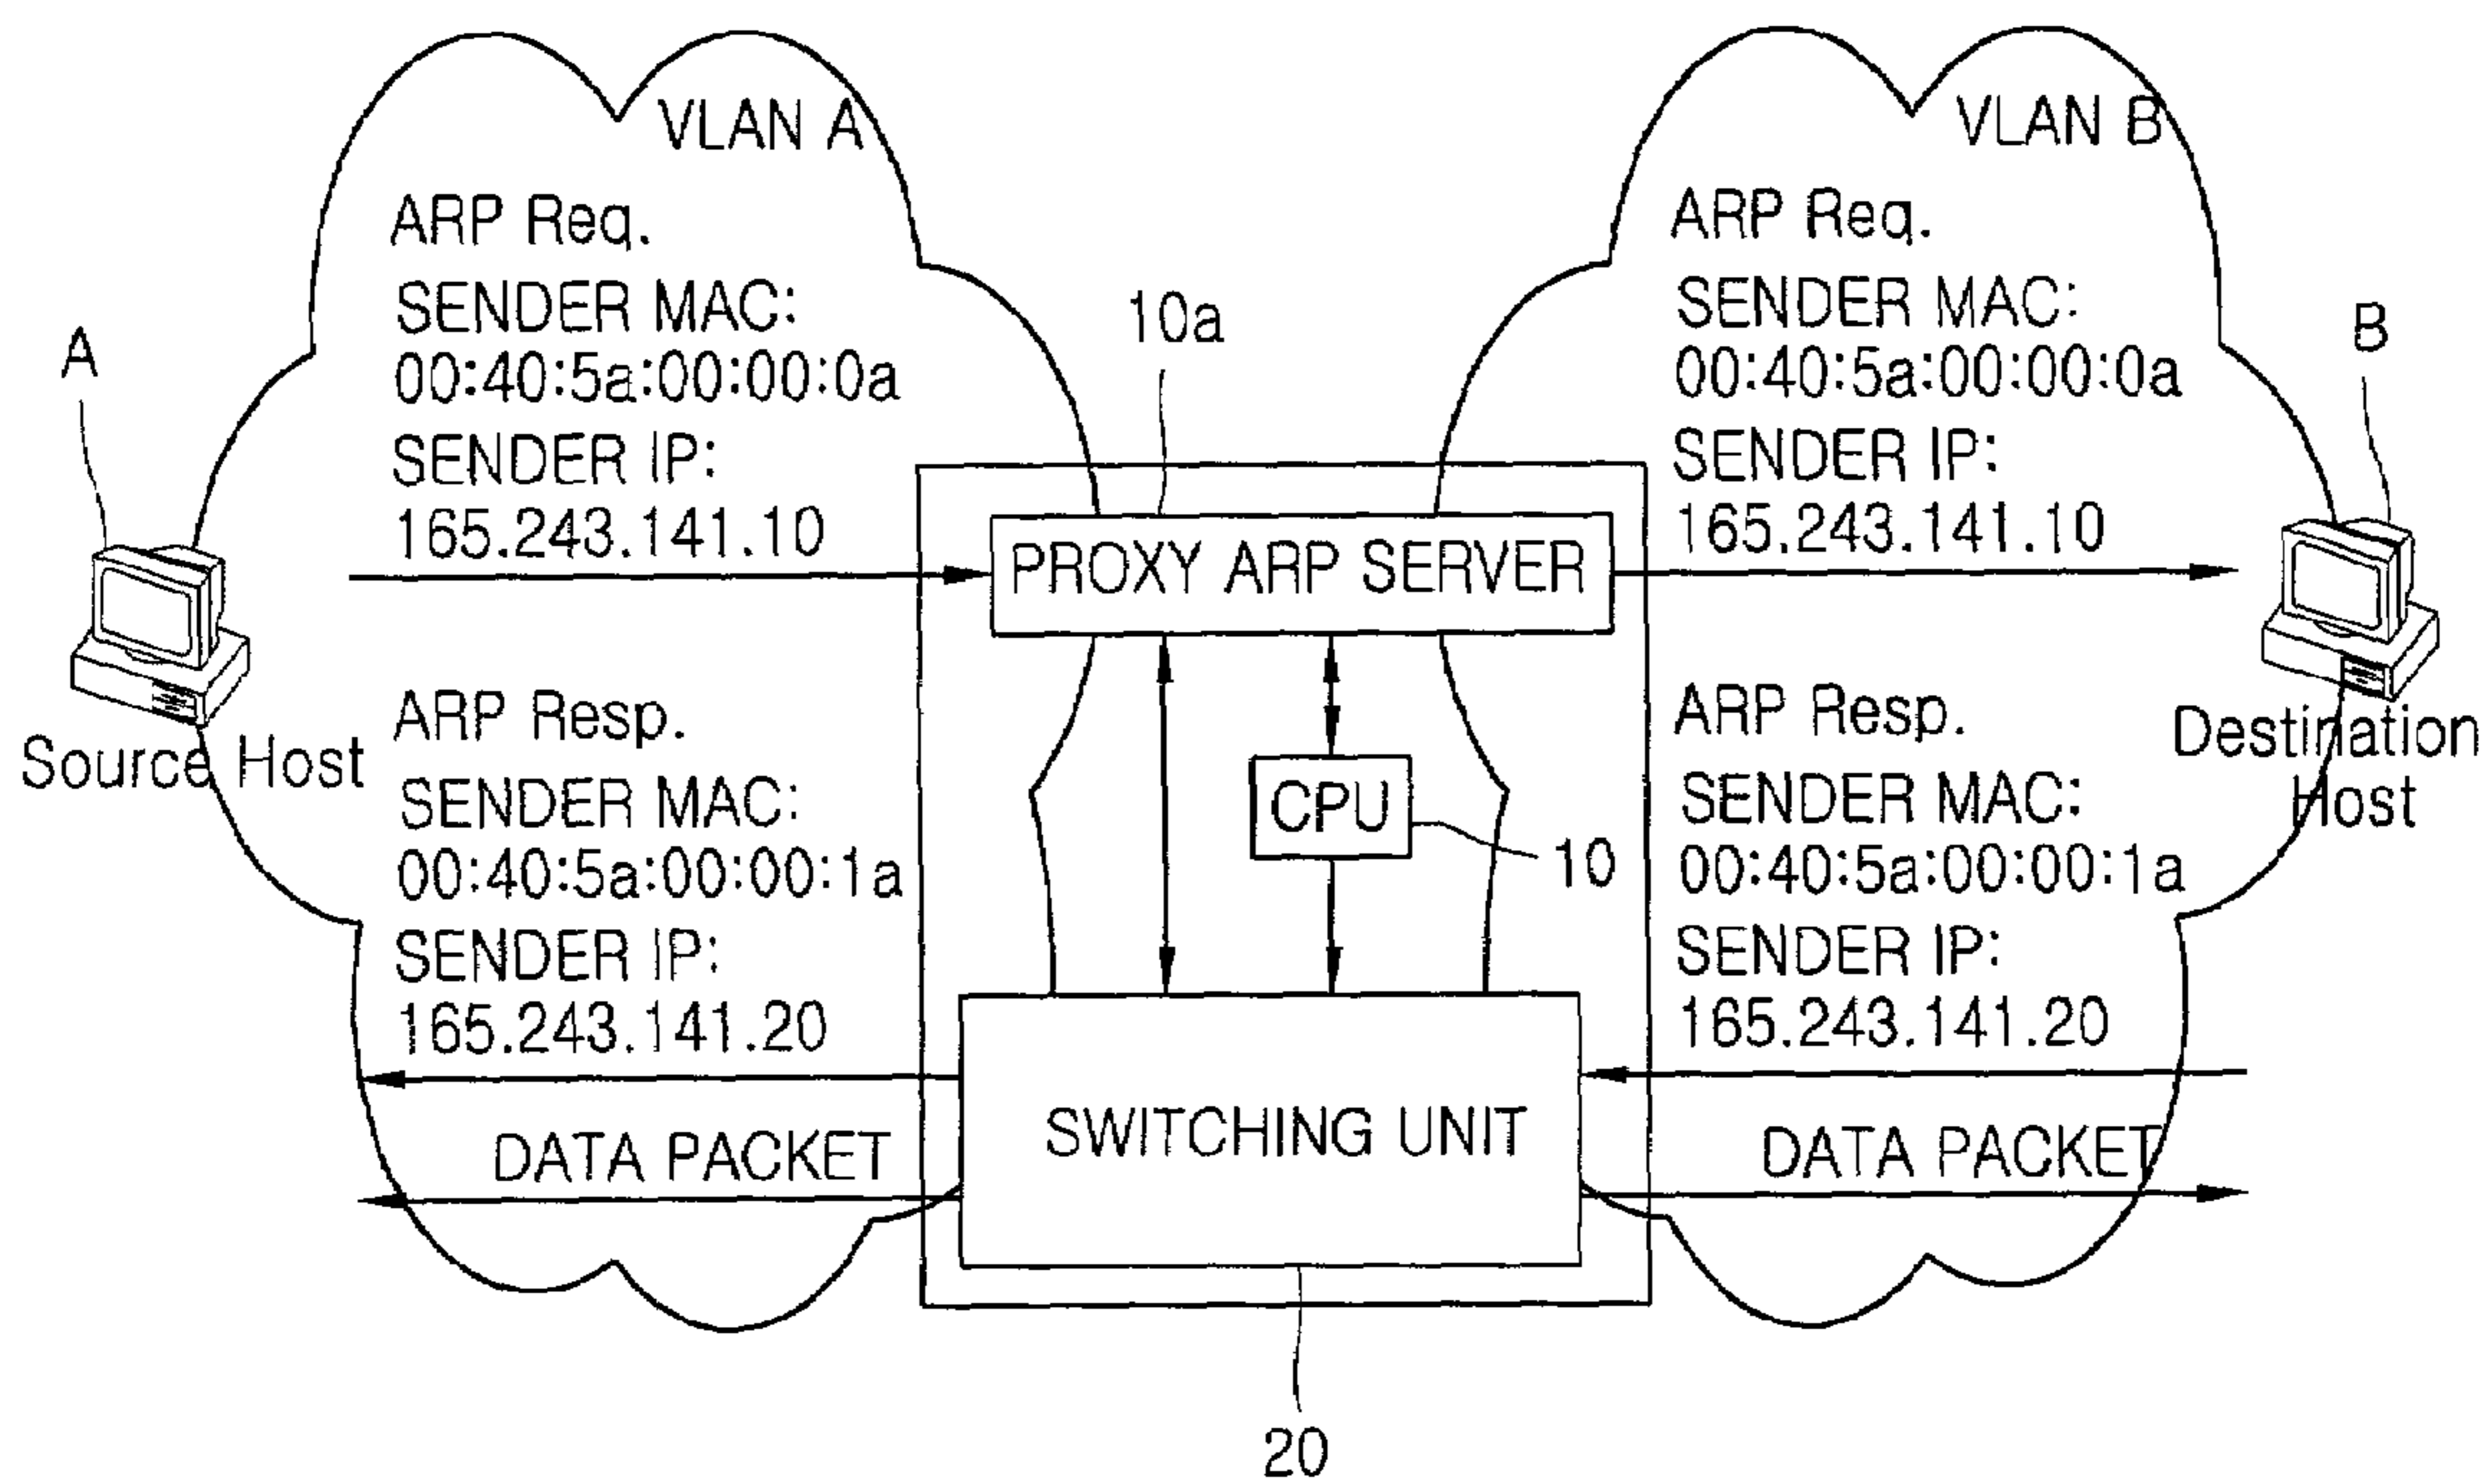 VLAN A
ARP Req.
SENDER MAC:
00:40:5a:00:00:0a
SENDER IP:
165.243.141.10
A
Source Host
ARP Resp.
SENDER MAC:
00:40:5a:00:00:1a
SENDER IP:
165.243.141.20
DATA PACKET
10a
PROXY ARP SERVER
CPU
10
SWITCHING UNIT
20
VLAN B
ARP Req.
SENDER MAC:
00:40:5a:00:00:0a
SENDER IP:
165.243.141.10
B
Destination
Host
ARP Resp.
SENDER MAC:
00:40:5a:00:00:1a
SENDER IP:
165.243.141.20
DATA PACKET